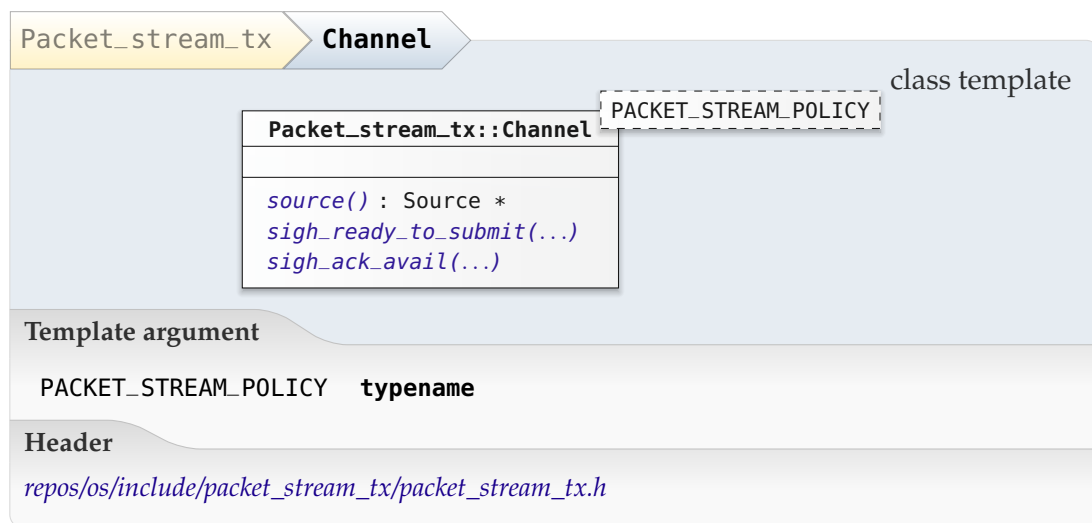 Packet_stream_tx Channel
class template
PACKET_STREAM_POLICY
Packet_stream_tx::Channel
source() : Source *
sigh_ready_to_submit(...)
sigh_ack_avail(...)
Template argument
PACKET_STREAM_POLICY typename
Header
repos/os/include/packet_stream_tx/packet_stream_tx.h